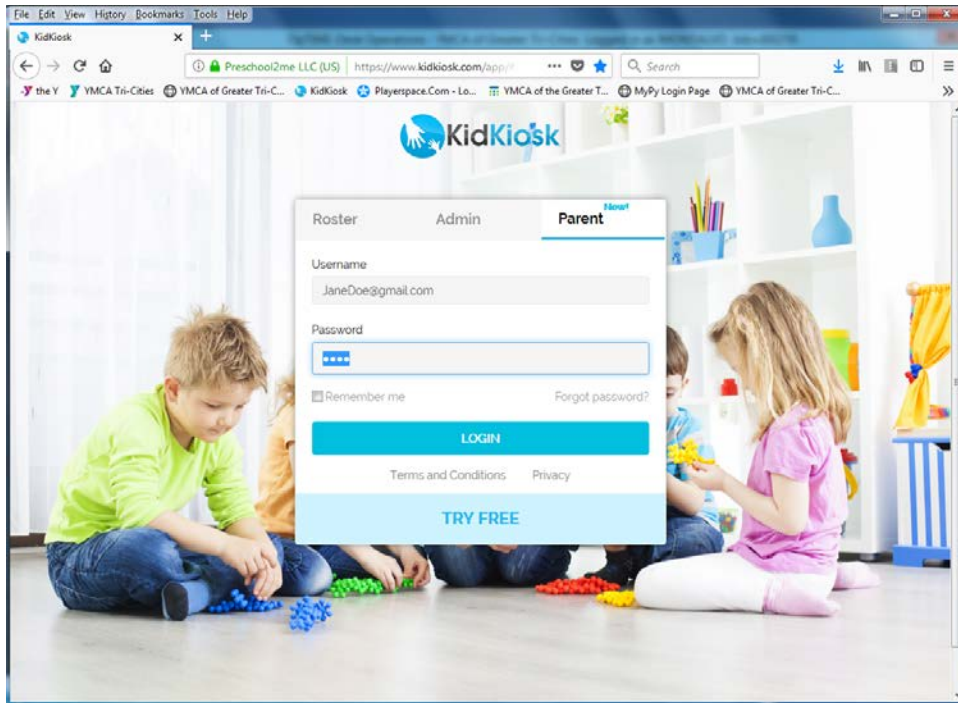 File Edit View History Bookmarks Tools Help
KidKiosk
Preschool2me LLC (US) https://www.kidkiosk.com/app/ Search
the Y YMCA Tri-Cities YMCA of Greater Tri-C... KidKiosk Playerspace.Com - Lo... YMCA of the Greater T... MyPy Login Page YMCA of Greater Tri-C...
KidKiosk
New!
Roster Admin Parent
Username
JaneDoe@gmail.com
Password
••••
Remember me Forgot password?
LOGIN
Terms and Conditions Privacy
TRY FREE